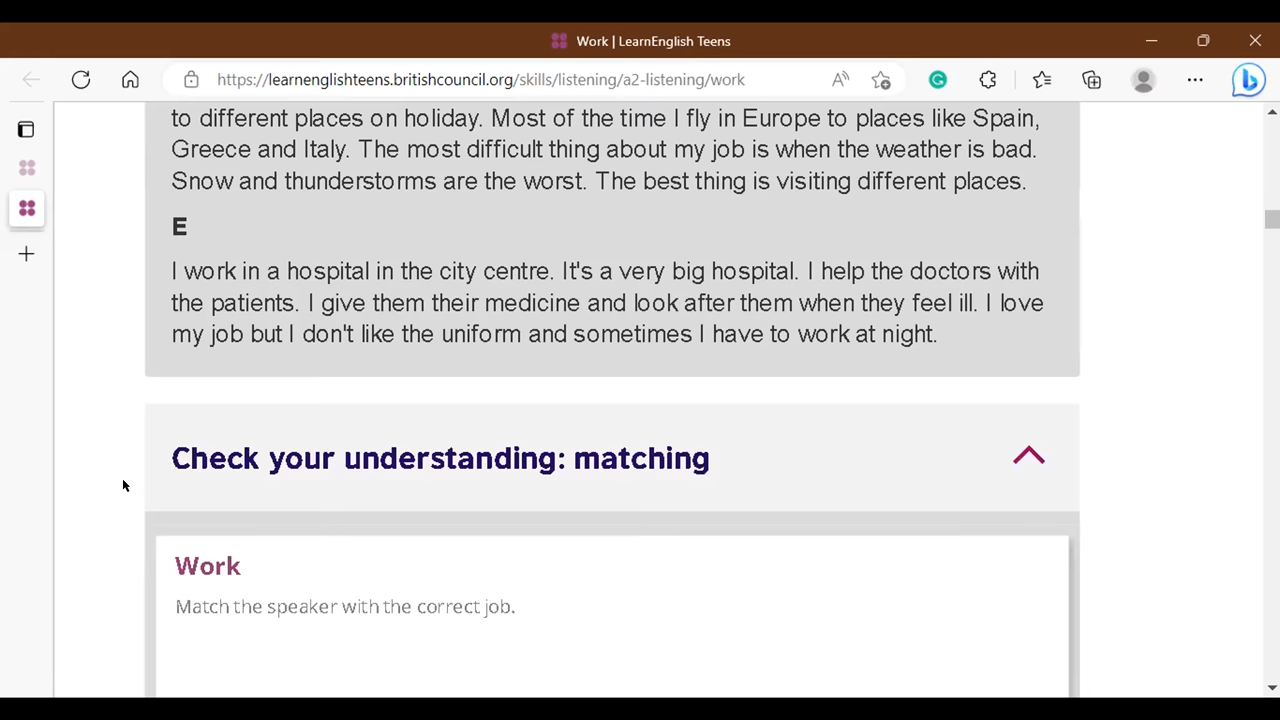 Work | LearnEnglish Teens
https://learnenglishteens.britishcouncil.org/skills/listening/a2-listening/work
to different places on holiday. Most of the time I fly in Europe to places like Spain,
Greece and Italy. The most difficult thing about my job is when the weather is bad.
Snow and thunderstorms are the worst. The best thing is visiting different places.
E
I work in a hospital in the city centre. It's a very big hospital. I help the doctors with
the patients. I give them their medicine and look after them when they feel ill. I love
my job but I don't like the uniform and sometimes I have to work at night.
Check your understanding: matching
Work
Match the speaker with the correct job.